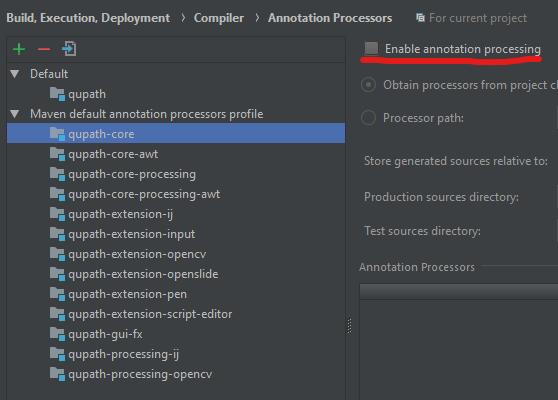 Build, Execution, Deployment › Compiler › Annotation Processors For current project
Enable annotation processing
Default
Obtain processors from project cl
qupath
Maven default annotation processors profile
Processor path:
qupath-core
qupath-core-awt
Store generated sources relative to:
qupath-core-processing
qupath-core-processing-awt
Production sources directory:
qupath-extension-ij
qupath-extension-input
Test sources directory:
qupath-extension-opencv
qupath-extension-openslide
Annotation Processors
qupath-extension-pen
qupath-extension-script-editor
qupath-gui-fx
qupath-processing-ij
qupath-processing-opencv